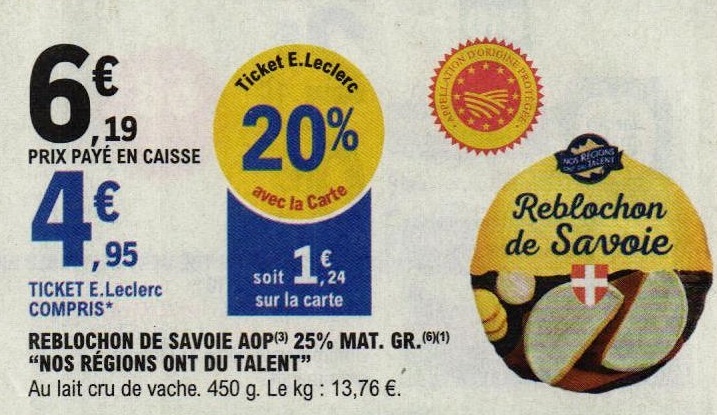 6€,19
PRIX PAYÉ EN CAISSE
4€,95
TICKET E.Leclerc
COMPRIS*
Ticket E.Leclerc
20%
avec la Carte
soit 1€,24
sur la carte
APPELLATION D'ORIGINE PROTÉGÉE
NOS RÉGIONS
ONT DU TALENT
Reblochon
de Savoie
REBLOCHON DE SAVOIE AOP(3) 25% MAT. GR.(6)(1)
“NOS RÉGIONS ONT DU TALENT”
Au lait cru de vache. 450 g. Le kg : 13,76 €.